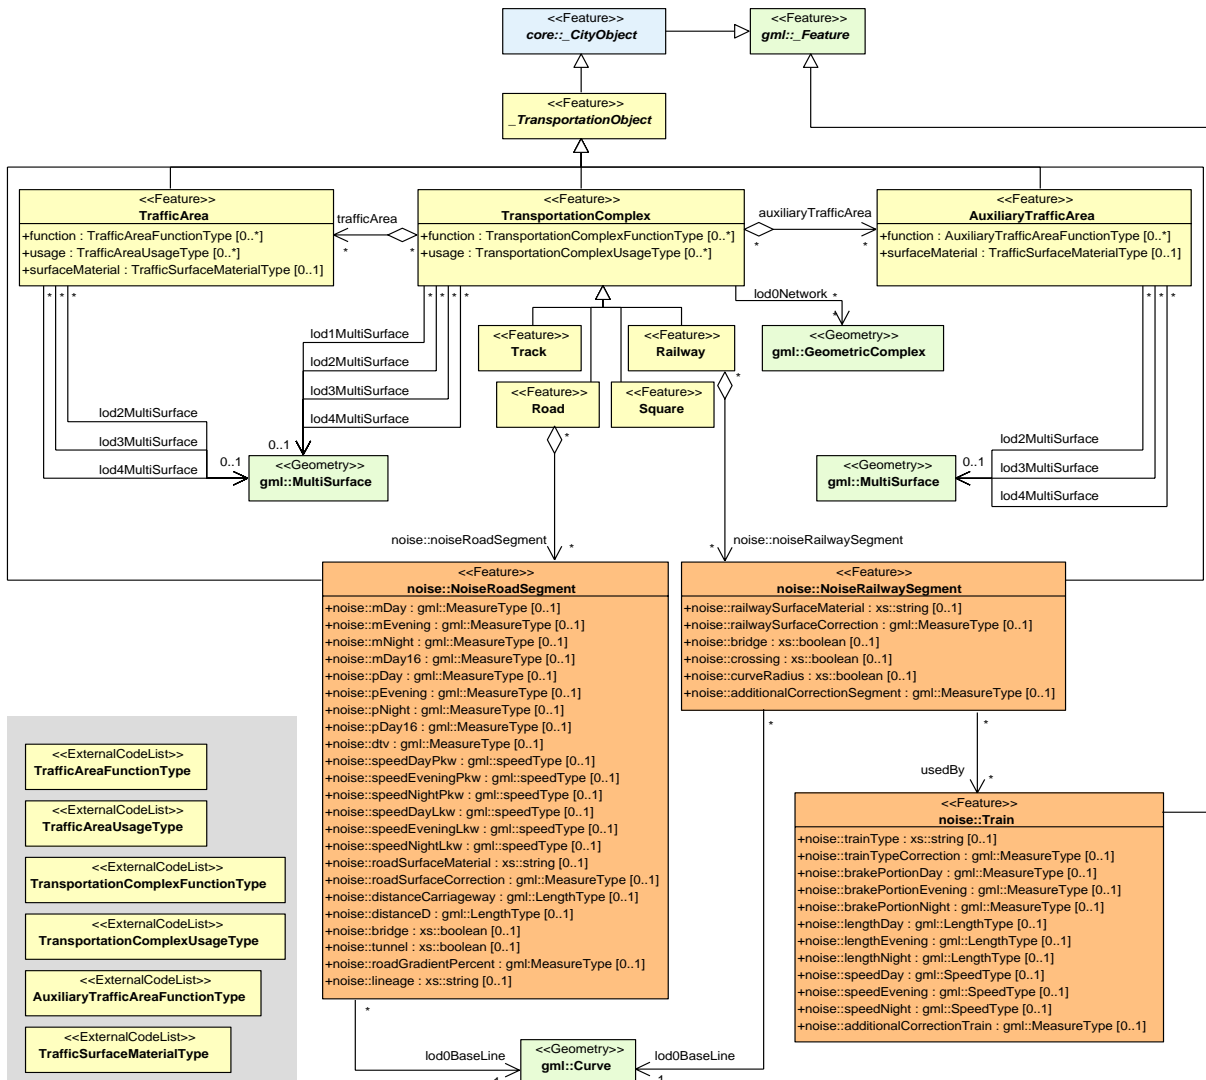 <<Feature>>
core::_CityObject
<<Feature>>
gml::_Feature
<<Feature>>
_TransportationObject
<<Feature>>
TrafficArea
+function : TrafficAreaFunctionType [0..*]
+usage : TrafficAreaUsageType [0..*]
+surfaceMaterial : TrafficSurfaceMaterialType [0..1]
trafficArea
*
*
<<Feature>>
TransportationComplex
+function : TransportationComplexFunctionType [0..*]
+usage : TransportationComplexUsageType [0..*]
auxiliaryTrafficArea
*
*
<<Feature>>
AuxiliaryTrafficArea
+function : AuxiliaryTrafficAreaFunctionType [0..*]
+surfaceMaterial : TrafficSurfaceMaterialType [0..1]
* * *
* * * *
* * *
lod0Network
*
*
lod1MultiSurface
lod2MultiSurface
lod3MultiSurface
lod4MultiSurface
0..1
<<Feature>>
Track
<<Feature>>
Railway
*
<<Geometry>>
gml::GeometricComplex
<<Feature>>
Road
*
<<Feature>>
Square
lod2MultiSurface
lod3MultiSurface
lod4MultiSurface
0..1
<<Geometry>>
gml::MultiSurface
<<Geometry>>
gml::MultiSurface
0..1
lod2MultiSurface
lod3MultiSurface
lod4MultiSurface
noise::noiseRoadSegment
*
*
noise::noiseRailwaySegment
<<Feature>>
noise::NoiseRoadSegment
+noise::mDay : gml::MeasureType [0..1]
+noise::mEvening : gml::MeasureType [0..1]
+noise::mNight : gml::MeasureType [0..1]
+noise::mDay16 : gml::MeasureType [0..1]
+noise::pDay : gml::MeasureType [0..1]
+noise::pEvening : gml::MeasureType [0..1]
+noise::pNight : gml::MeasureType [0..1]
+noise::pDay16 : gml::MeasureType [0..1]
+noise::dtv : gml::MeasureType [0..1]
+noise::speedDayPkw : gml::speedType [0..1]
+noise::speedEveningPkw : gml::speedType [0..1]
+noise::speedNightPkw : gml::speedType [0..1]
+noise::speedDayLkw : gml::speedType [0..1]
+noise::speedEveningLkw : gml::speedType [0..1]
+noise::speedNightLkw : gml::speedType [0..1]
+noise::roadSurfaceMaterial : xs::string [0..1]
+noise::roadSurfaceCorrection : gml::MeasureType [0..1]
+noise::distanceCarriageway : gml::LengthType [0..1]
+noise::distanceD : gml::LengthType [0..1]
+noise::bridge : xs::boolean [0..1]
+noise::tunnel : xs::boolean [0..1]
+noise::roadGradientPercent : gml:MeasureType [0..1]
+noise::lineage : xs::string [0..1]
<<Feature>>
noise::NoiseRailwaySegment
+noise::railwaySurfaceMaterial : xs::string [0..1]
+noise::railwaySurfaceCorrection : gml::MeasureType [0..1]
+noise::bridge : xs::boolean [0..1]
+noise::crossing : xs::boolean [0..1]
+noise::curveRadius : xs::boolean [0..1]
+noise::additionalCorrectionSegment : gml::MeasureType [0..1]
*
*
usedBy
*
<<Feature>>
noise::Train
+noise::trainType : xs::string [0..1]
+noise::trainTypeCorrection : gml::MeasureType [0..1]
+noise::brakePortionDay : gml::MeasureType [0..1]
+noise::brakePortionEvening : gml::MeasureType [0..1]
+noise::brakePortionNight : gml::MeasureType [0..1]
+noise::lengthDay : gml::LengthType [0..1]
+noise::lengthEvening : gml::LengthType [0..1]
+noise::lengthNight : gml::LengthType [0..1]
+noise::speedDay : gml::SpeedType [0..1]
+noise::speedEvening : gml::SpeedType [0..1]
+noise::speedNight : gml::SpeedType [0..1]
+noise::additionalCorrectionTrain : gml::MeasureType [0..1]
<<ExternalCodeList>>
TrafficAreaFunctionType
<<ExternalCodeList>>
TrafficAreaUsageType
<<ExternalCodeList>>
TransportationComplexFunctionType
<<ExternalCodeList>>
TransportationComplexUsageType
<<ExternalCodeList>>
AuxiliaryTrafficAreaFunctionType
<<ExternalCodeList>>
TrafficSurfaceMaterialType
*
lod0BaseLine
1
<<Geometry>>
gml::Curve
lod0BaseLine
1